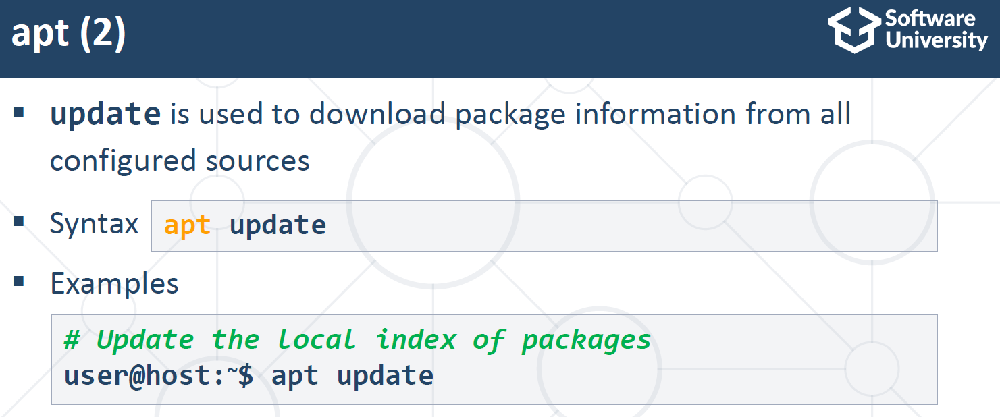 apt (2)
Software
University
▪ update is used to download package information from all
configured sources
▪ Syntax apt update
▪ Examples
# Update the local index of packages
user@host:~$ apt update